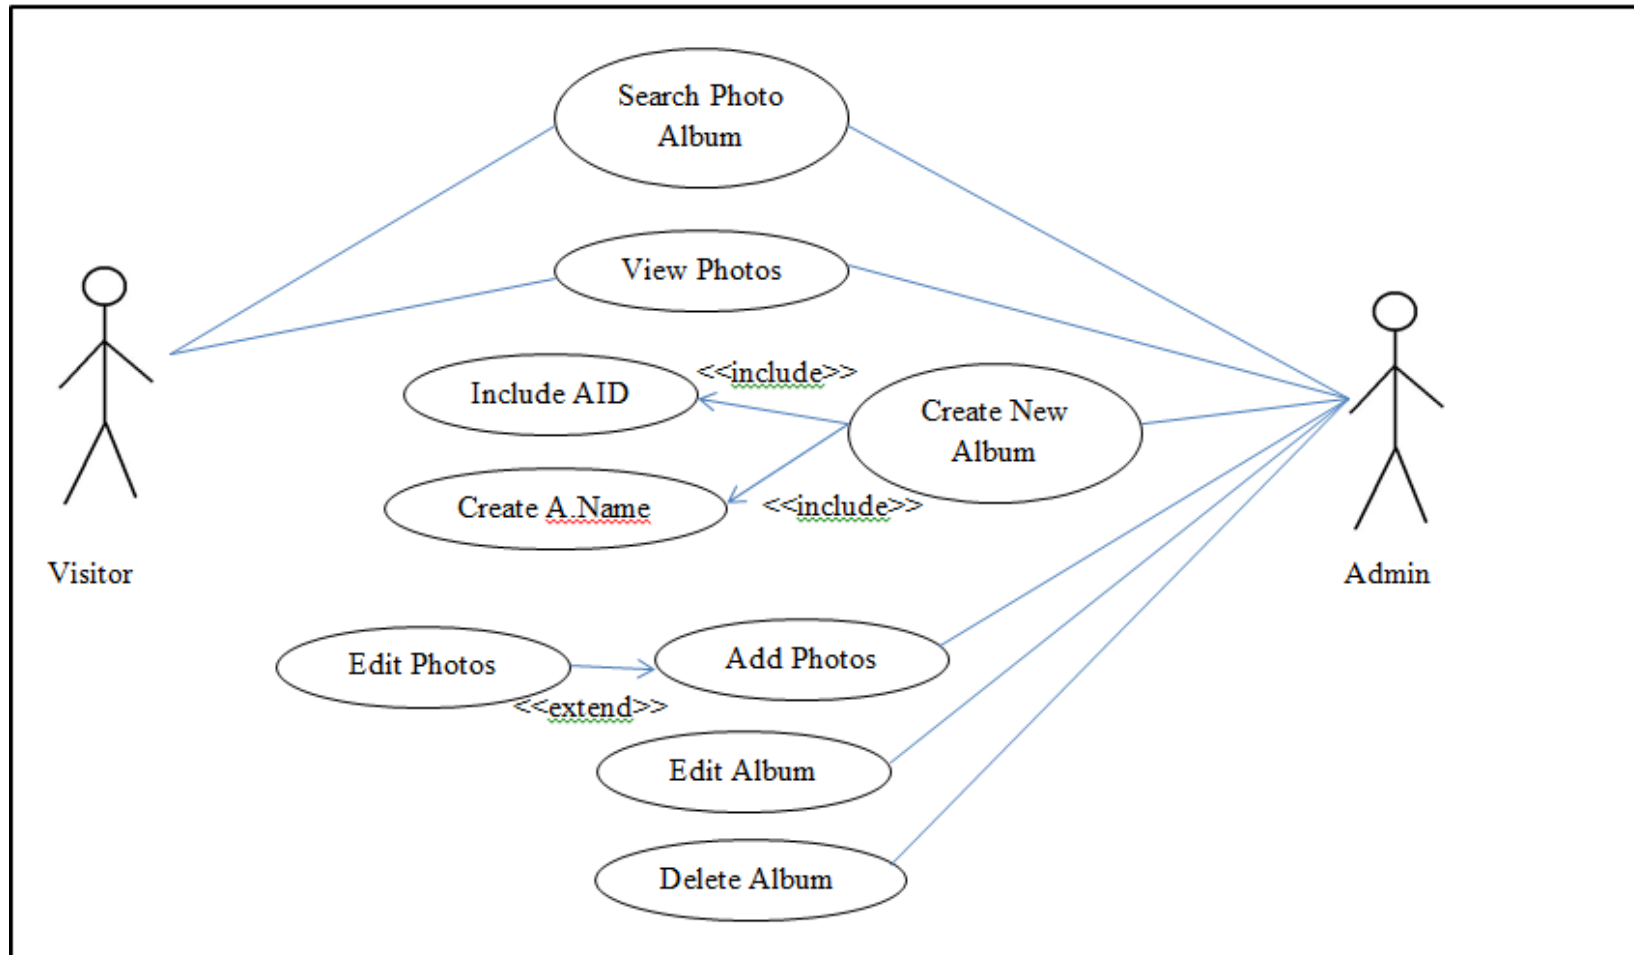 Search Photo
Album
View Photos
<<include>>
Include AID
Create New
Album
Create A.Name
<<include>>
Visitor
Admin
Edit Photos
Add Photos
<<extend>>
Edit Album
Delete Album